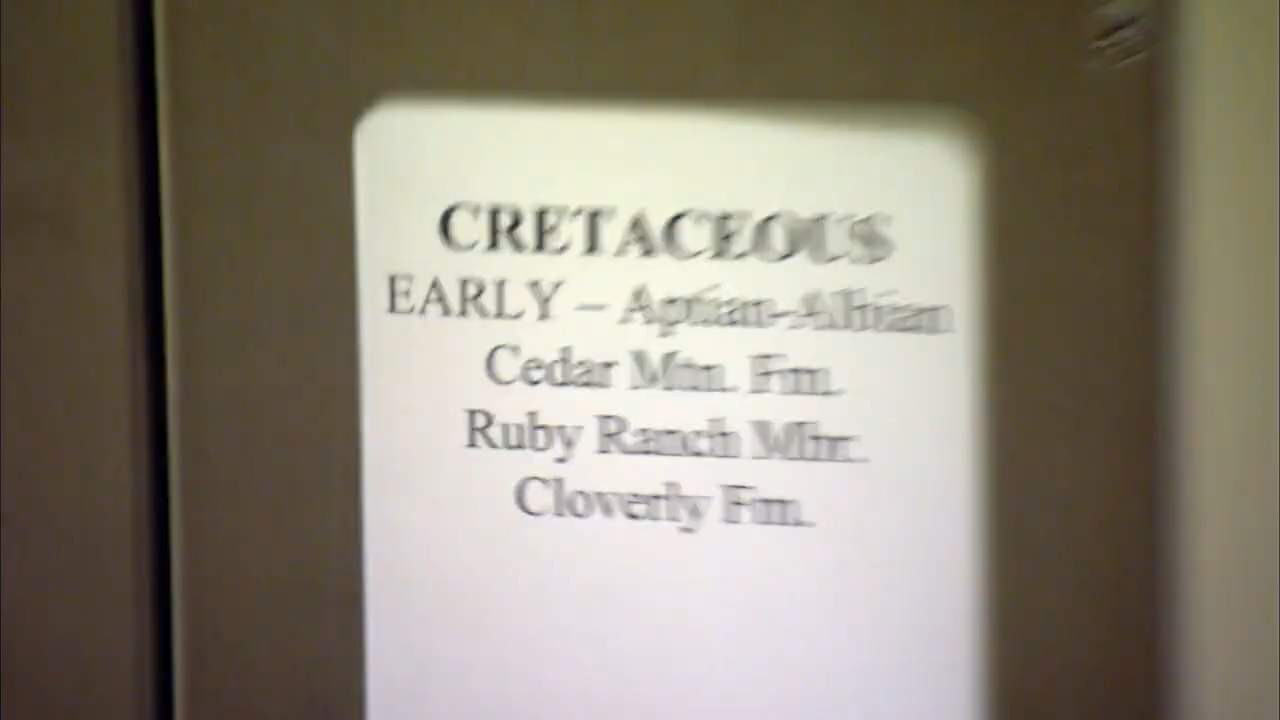 CRETACEOUS
EARLY – Aptian-Albian
Cedar Mtn. Fm.
Ruby Ranch Mbr.
Cloverly Fm.